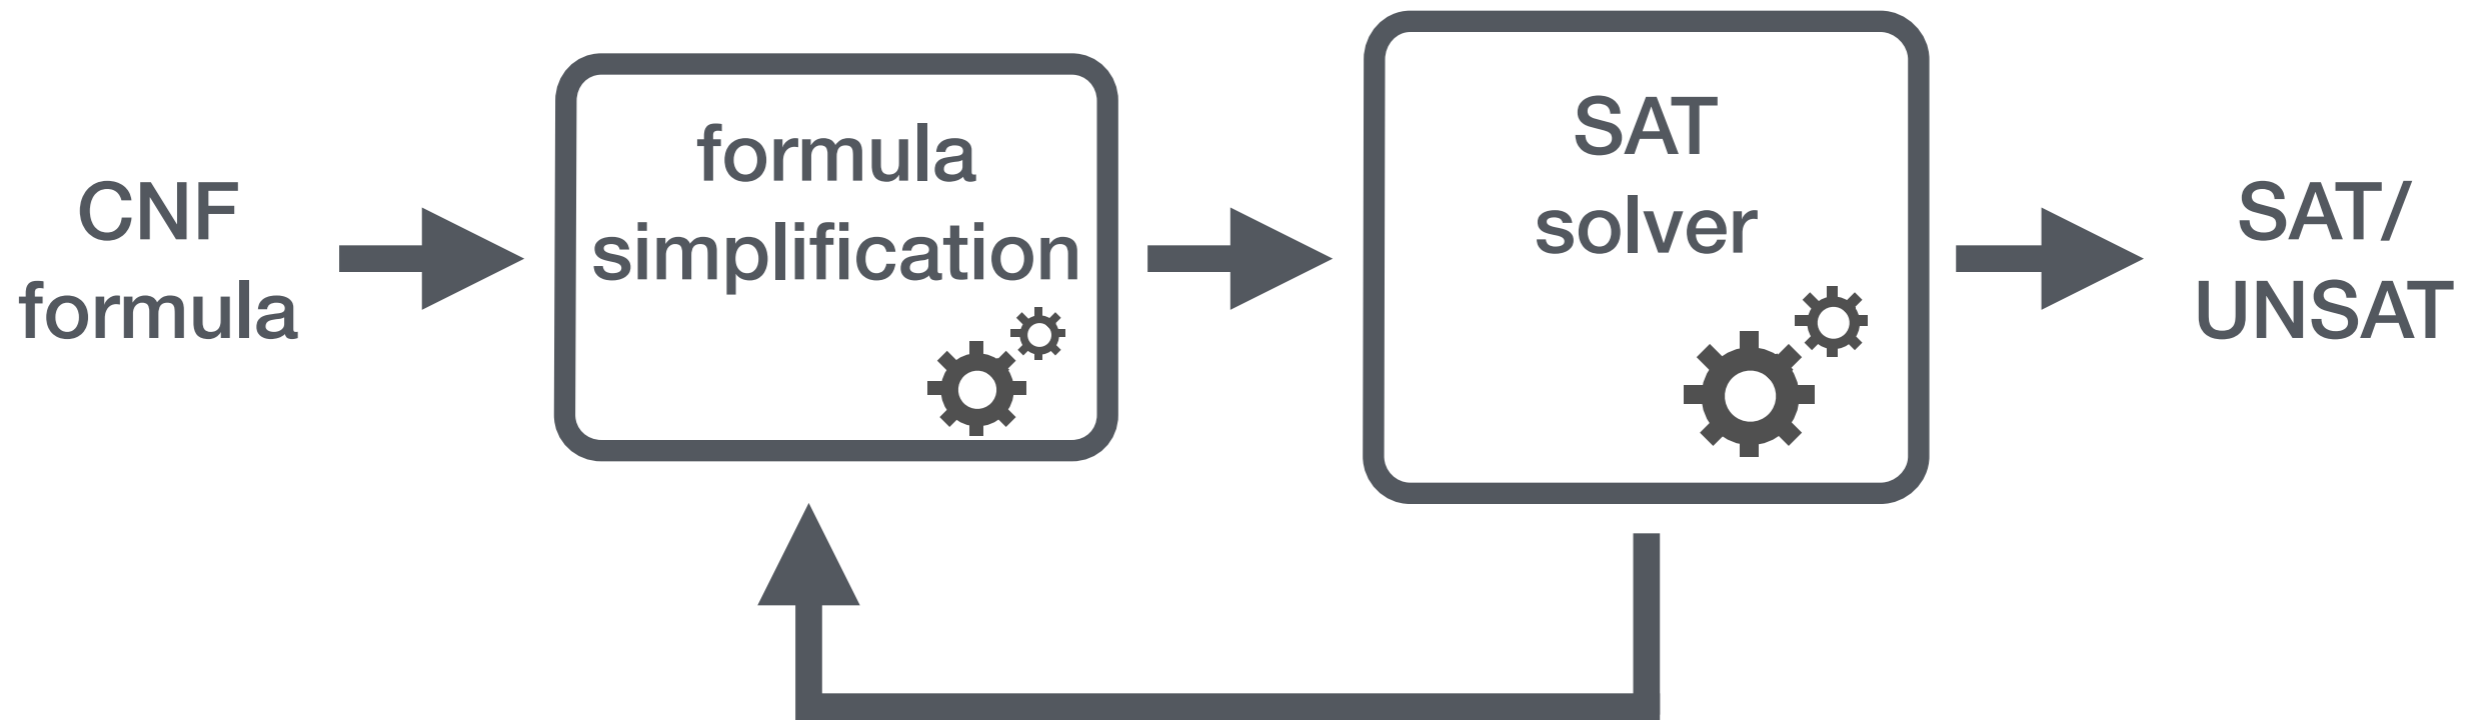 CNF
formula
formula
simplification
SAT
solver
SAT/
UNSAT